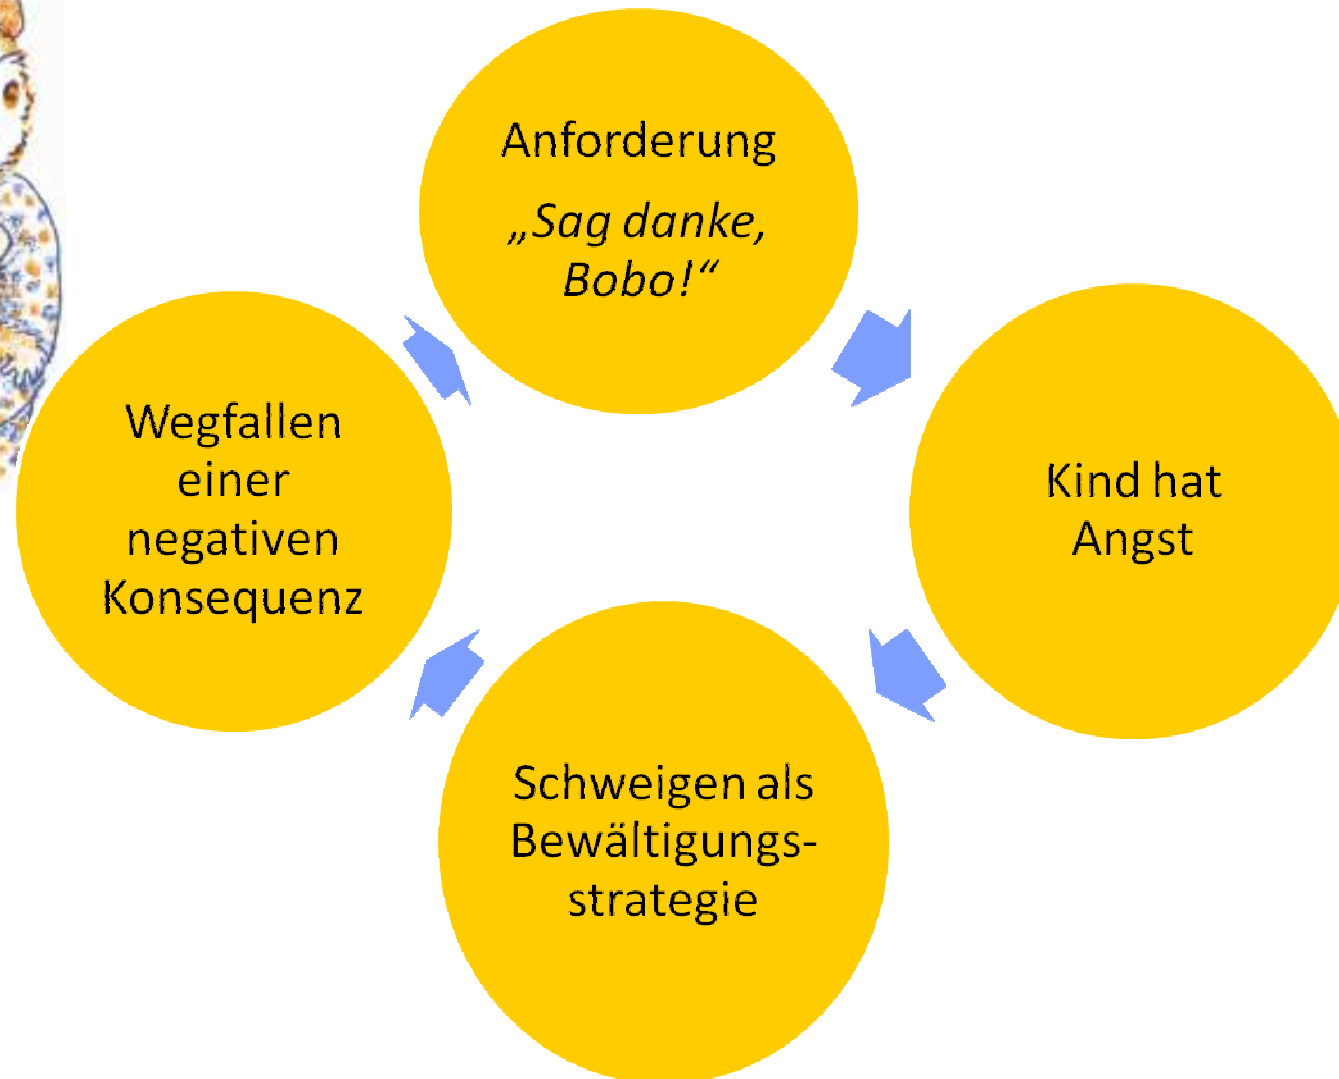 Anforderung
„Sag danke,
Bobo!“
Kind hat
Angst
Schweigen als
Bewältigungs-
strategie
Wegfallen
einer
negativen
Konsequenz